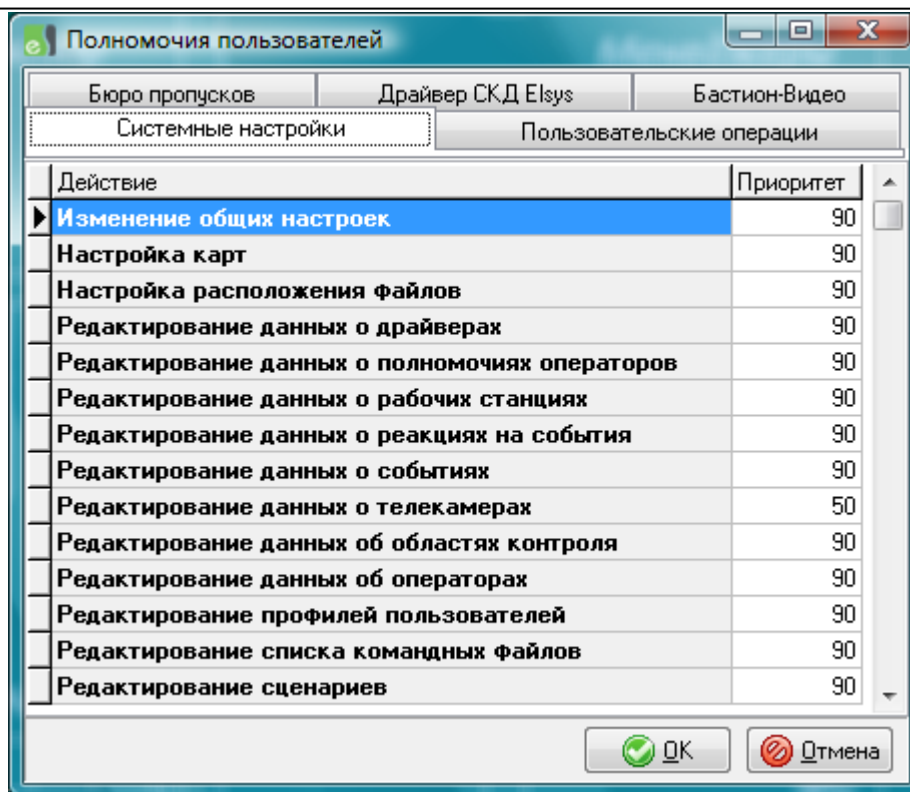 Полномочия пользователей
Бюро пропусков Драйвер СКД Elsys Бастион-Видео
Системные настройки Пользовательские операции
Действие Приоритет
Изменение общих настроек 90
Настройка карт 90
Настройка расположения файлов 90
Редактирование данных о драйверах 90
Редактирование данных о полномочиях операторов 90
Редактирование данных о рабочих станциях 90
Редактирование данных о реакциях на события 90
Редактирование данных о событиях 90
Редактирование данных о телекамерах 50
Редактирование данных об областях контроля 90
Редактирование данных об операторах 90
Редактирование профилей пользователей 90
Редактирование списка командных файлов 90
Редактирование сценариев 90
OK Отмена